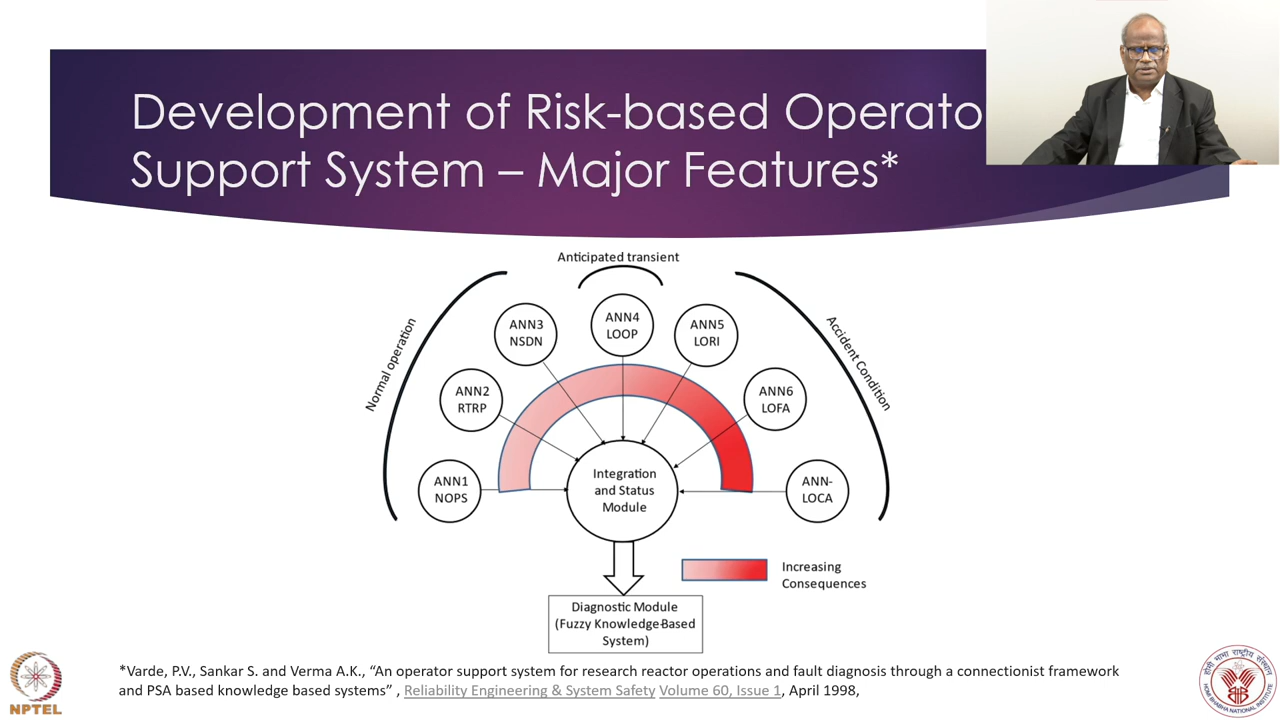 Development of Risk-based Operato
Support System – Major Features*
Anticipated transient
Normal operation
Accident Condition
ANN1
NOPS
ANN2
RTRP
ANN3
NSDN
ANN4
LOOP
ANN5
LORI
ANN6
LOFA
ANN-
LOCA
Integration
and Status
Module
Increasing
Consequences
Diagnostic Module
(Fuzzy Knowledge-Based
System)
*Varde, P.V., Sankar S. and Verma A.K., “An operator support system for research reactor operations and fault diagnosis through a connectionist framework
and PSA based knowledge based systems” , Reliability Engineering & System Safety Volume 60, Issue 1, April 1998,
NPTEL
HOMI BHABHA NATIONAL INSTITUTE